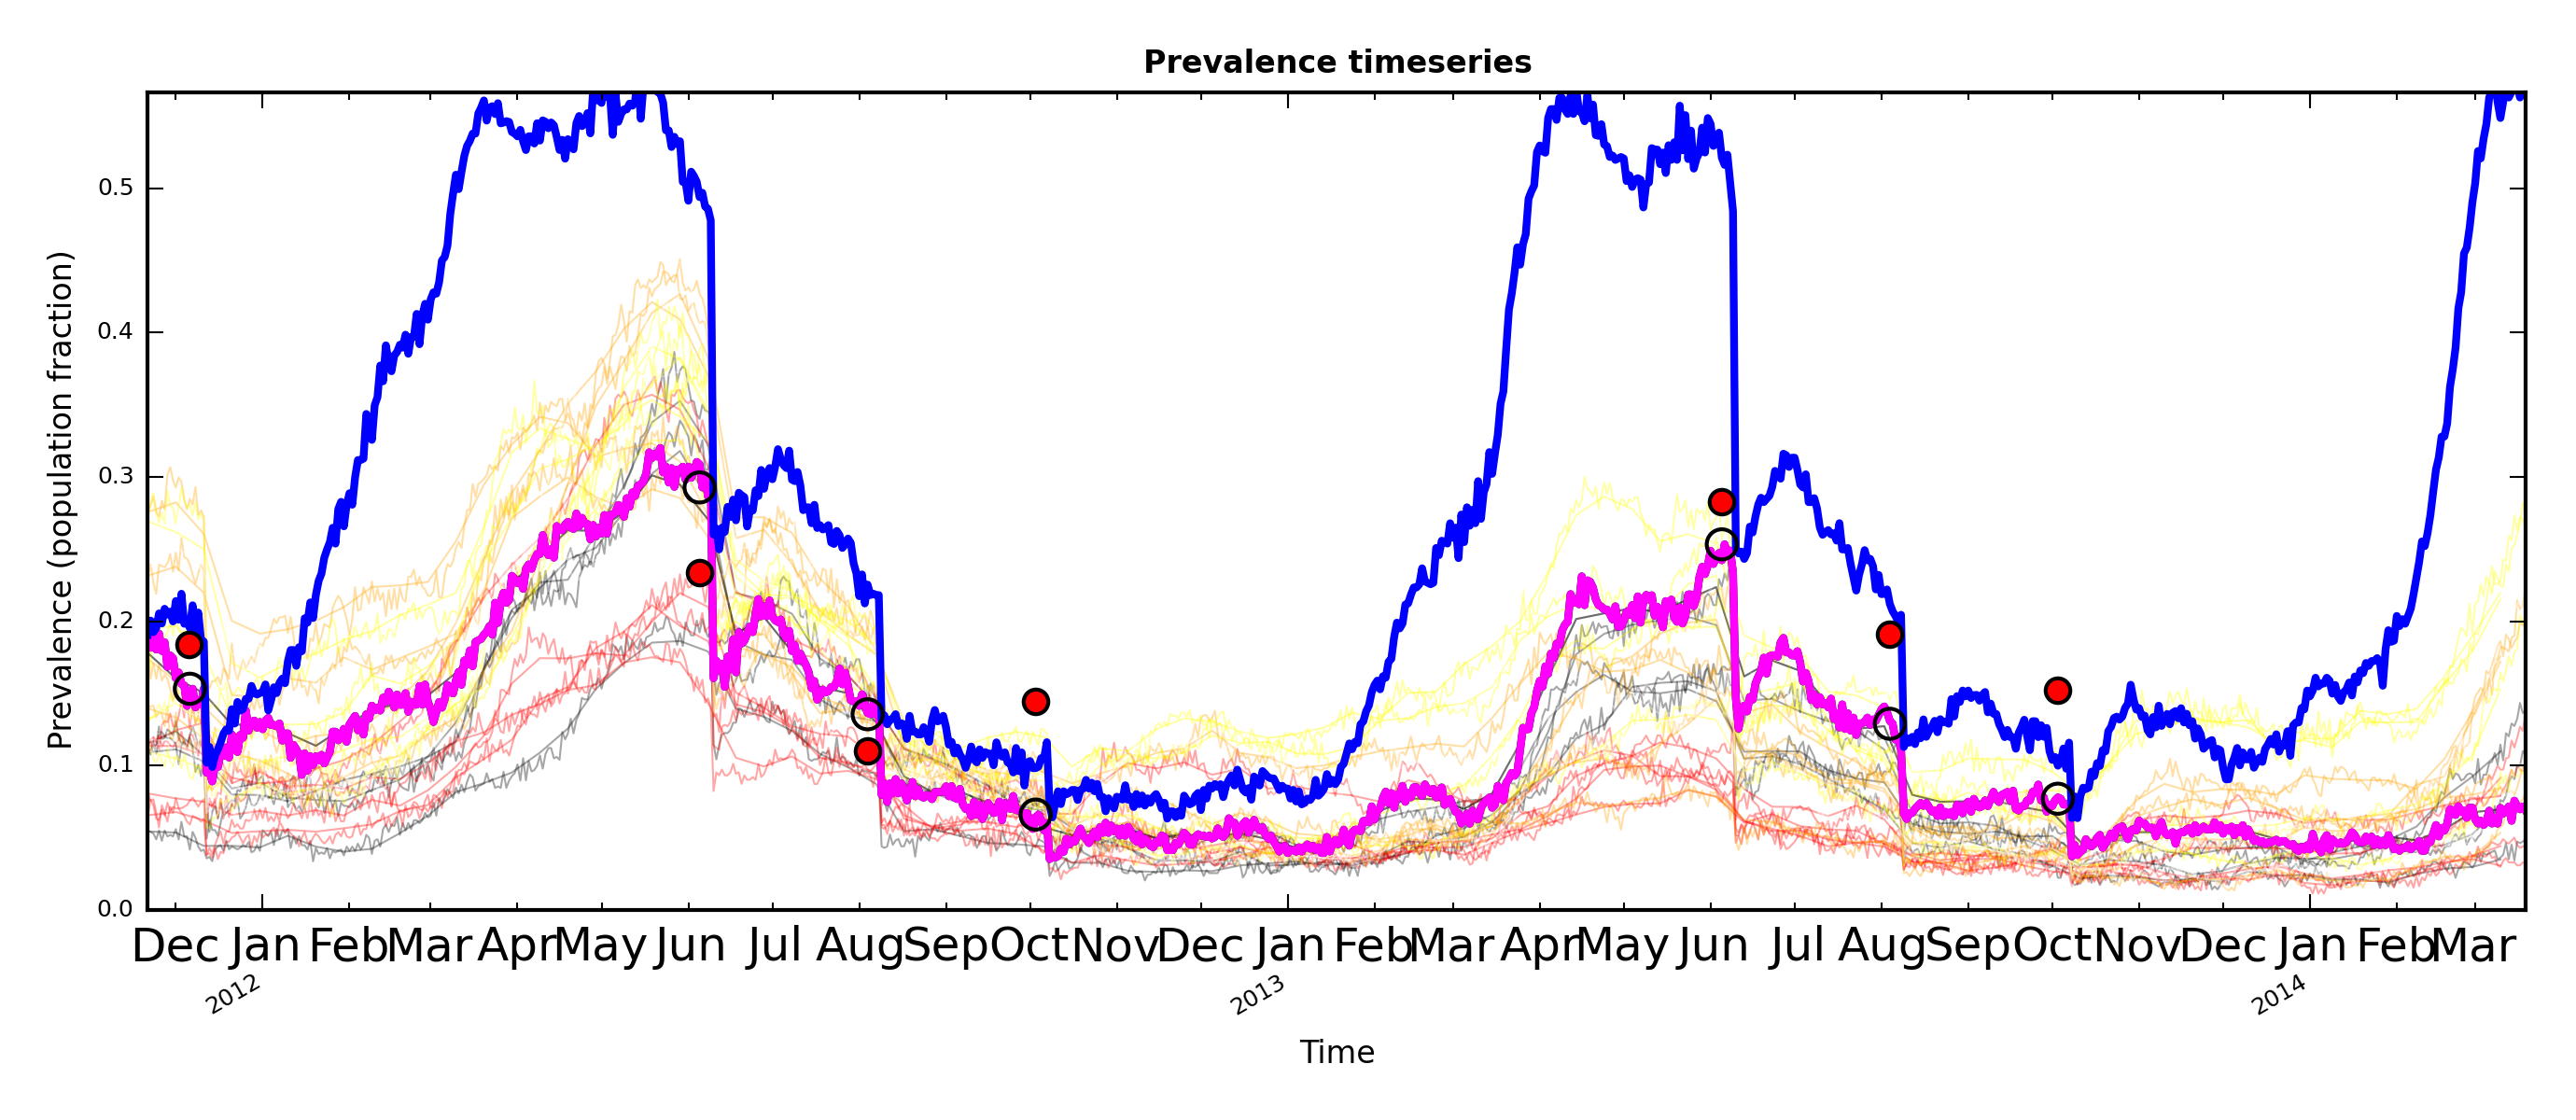 Prevalence timeseries
Prevalence (population fraction)
0.5
0.4
0.3
0.2
0.1
0.0
Dec Jan Feb Mar Apr May Jun Jul Aug Sep Oct Nov Dec Jan Feb Mar Apr May Jun Jul Aug Sep Oct Nov Dec Jan Feb Mar
2012 2013 2014
Time